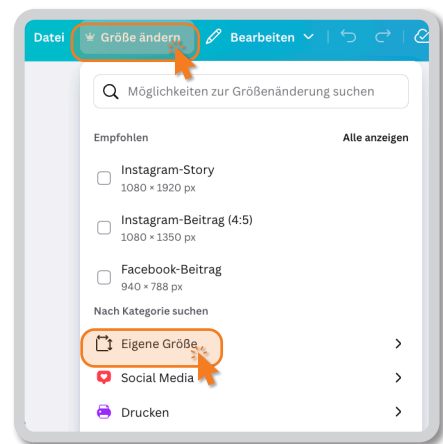 Datei Größe ändern Bearbeiten
Möglichkeiten zur Größenänderung suchen
Empfohlen Alle anzeigen
Instagram-Story
1080 × 1920 px
Instagram-Beitrag (4:5)
1080 × 1350 px
Facebook-Beitrag
940 × 788 px
Nach Kategorie suchen
Eigene Größe
Social Media
Drucken